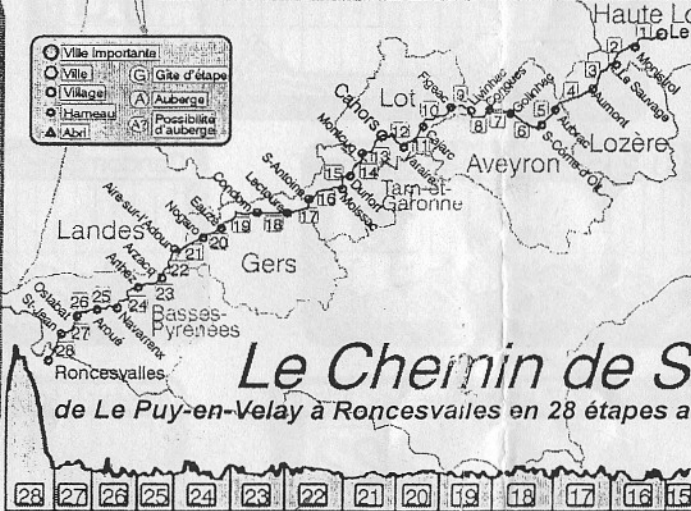 Haute Lo
Ville Importante
Ville
Village
Hameau
Abri
G Gîte d'étape
A Auberge
A? Possibilité d'auberge
1 Le
2 Monistrol
3 Le Sauvage
4 Aumont
5 Aubrac
6 S-Come-d'Olt
7 Golinhac
8 Conques
9 Livinhac
10 Figeac
11 Cajarc
12 Varaire
13 Cahors
14 Montcuq
15 Durfort
16 Moissac
17 S-Antoine
18 Lectoure
19 Condom
20 Eauze
21 Nogaro
22 Aire-sur-l'Adour
23 Arzacq
24 Arthez
25 Navarrenx
26 Aroué
27 Ostabat
28 St-Jean
Roncesvalles
Lot
Lozère
Aveyron
Tarn-et-Garonne
Landes
Gers
Basses-Pyrénées
Le Chemin de S
de Le Puy-en-Velay à Roncesvalles en 28 étapes a
28 27 26 25 24 23 22 21 20 19 18 17 16 15